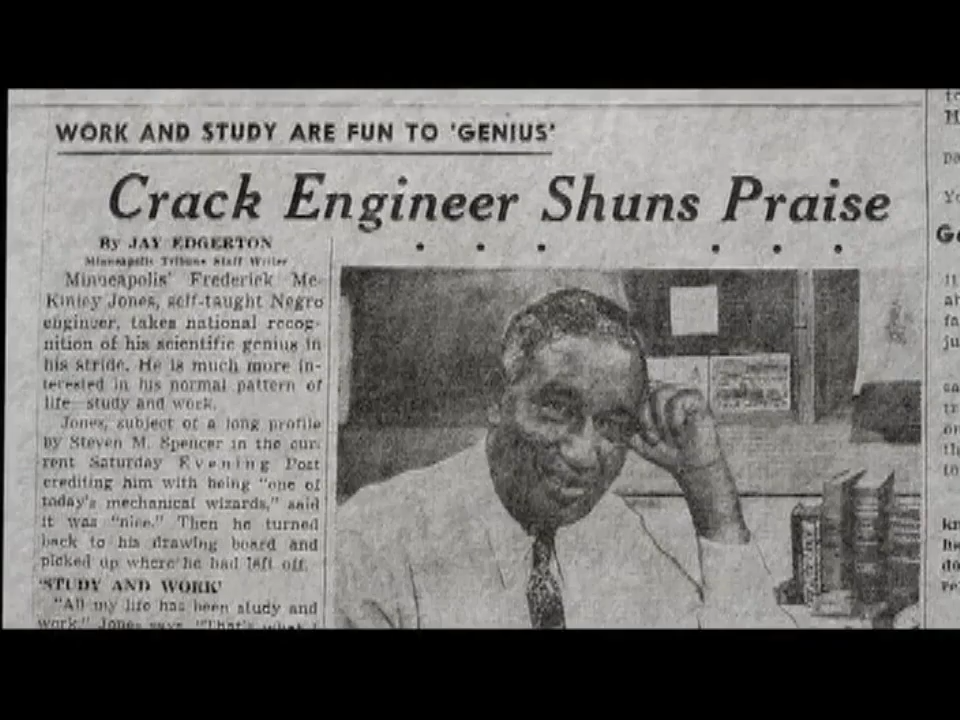 WORK AND STUDY ARE FUN TO 'GENIUS'
Crack Engineer Shuns Praise
By JAY EDGERTON
Minneapolis Tribune Staff Writer
Minneapolis' Frederick Mc-
Kinley Jones, self-taught Negro
engineer, takes national recog-
nition of his scientific genius in
his stride. He is much more in-
terested in his normal pattern of
life—study and work.
Jones, subject of a long profile
by Steven M. Spencer in the cur-
rent Saturday Evening Post
crediting him with being "one of
today's mechanical wizards," said
it was "nice." Then he turned
back to his drawing board and
picked up where he had left off.
'STUDY AND WORK'
"All my life has been study and
work," Jones says. "That's what I